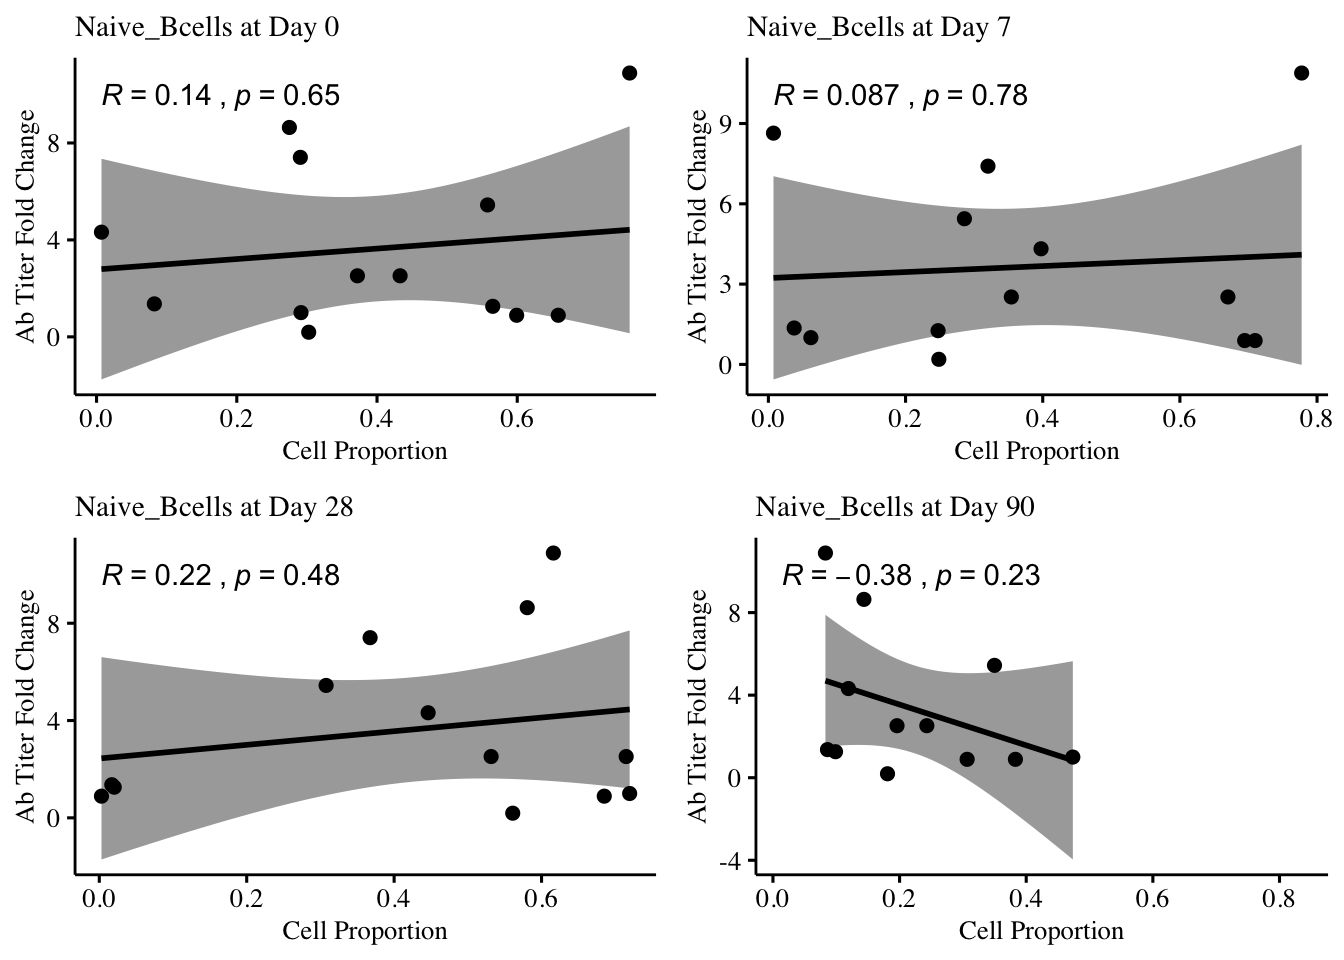 Naive_Bcells at Day 0
R = 0.14 , p = 0.65
Ab Titer Fold Change
8
4
0
0.0 0.2 0.4 0.6
Cell Proportion
Naive_Bcells at Day 7
R = 0.087 , p = 0.78
Ab Titer Fold Change
9
6
3
0
0.0 0.2 0.4 0.6 0.8
Cell Proportion
Naive_Bcells at Day 28
R = 0.22 , p = 0.48
Ab Titer Fold Change
8
4
0
0.0 0.2 0.4 0.6
Cell Proportion
Naive_Bcells at Day 90
R = −0.38 , p = 0.23
Ab Titer Fold Change
8
4
0
-4
0.0 0.2 0.4 0.6 0.8
Cell Proportion